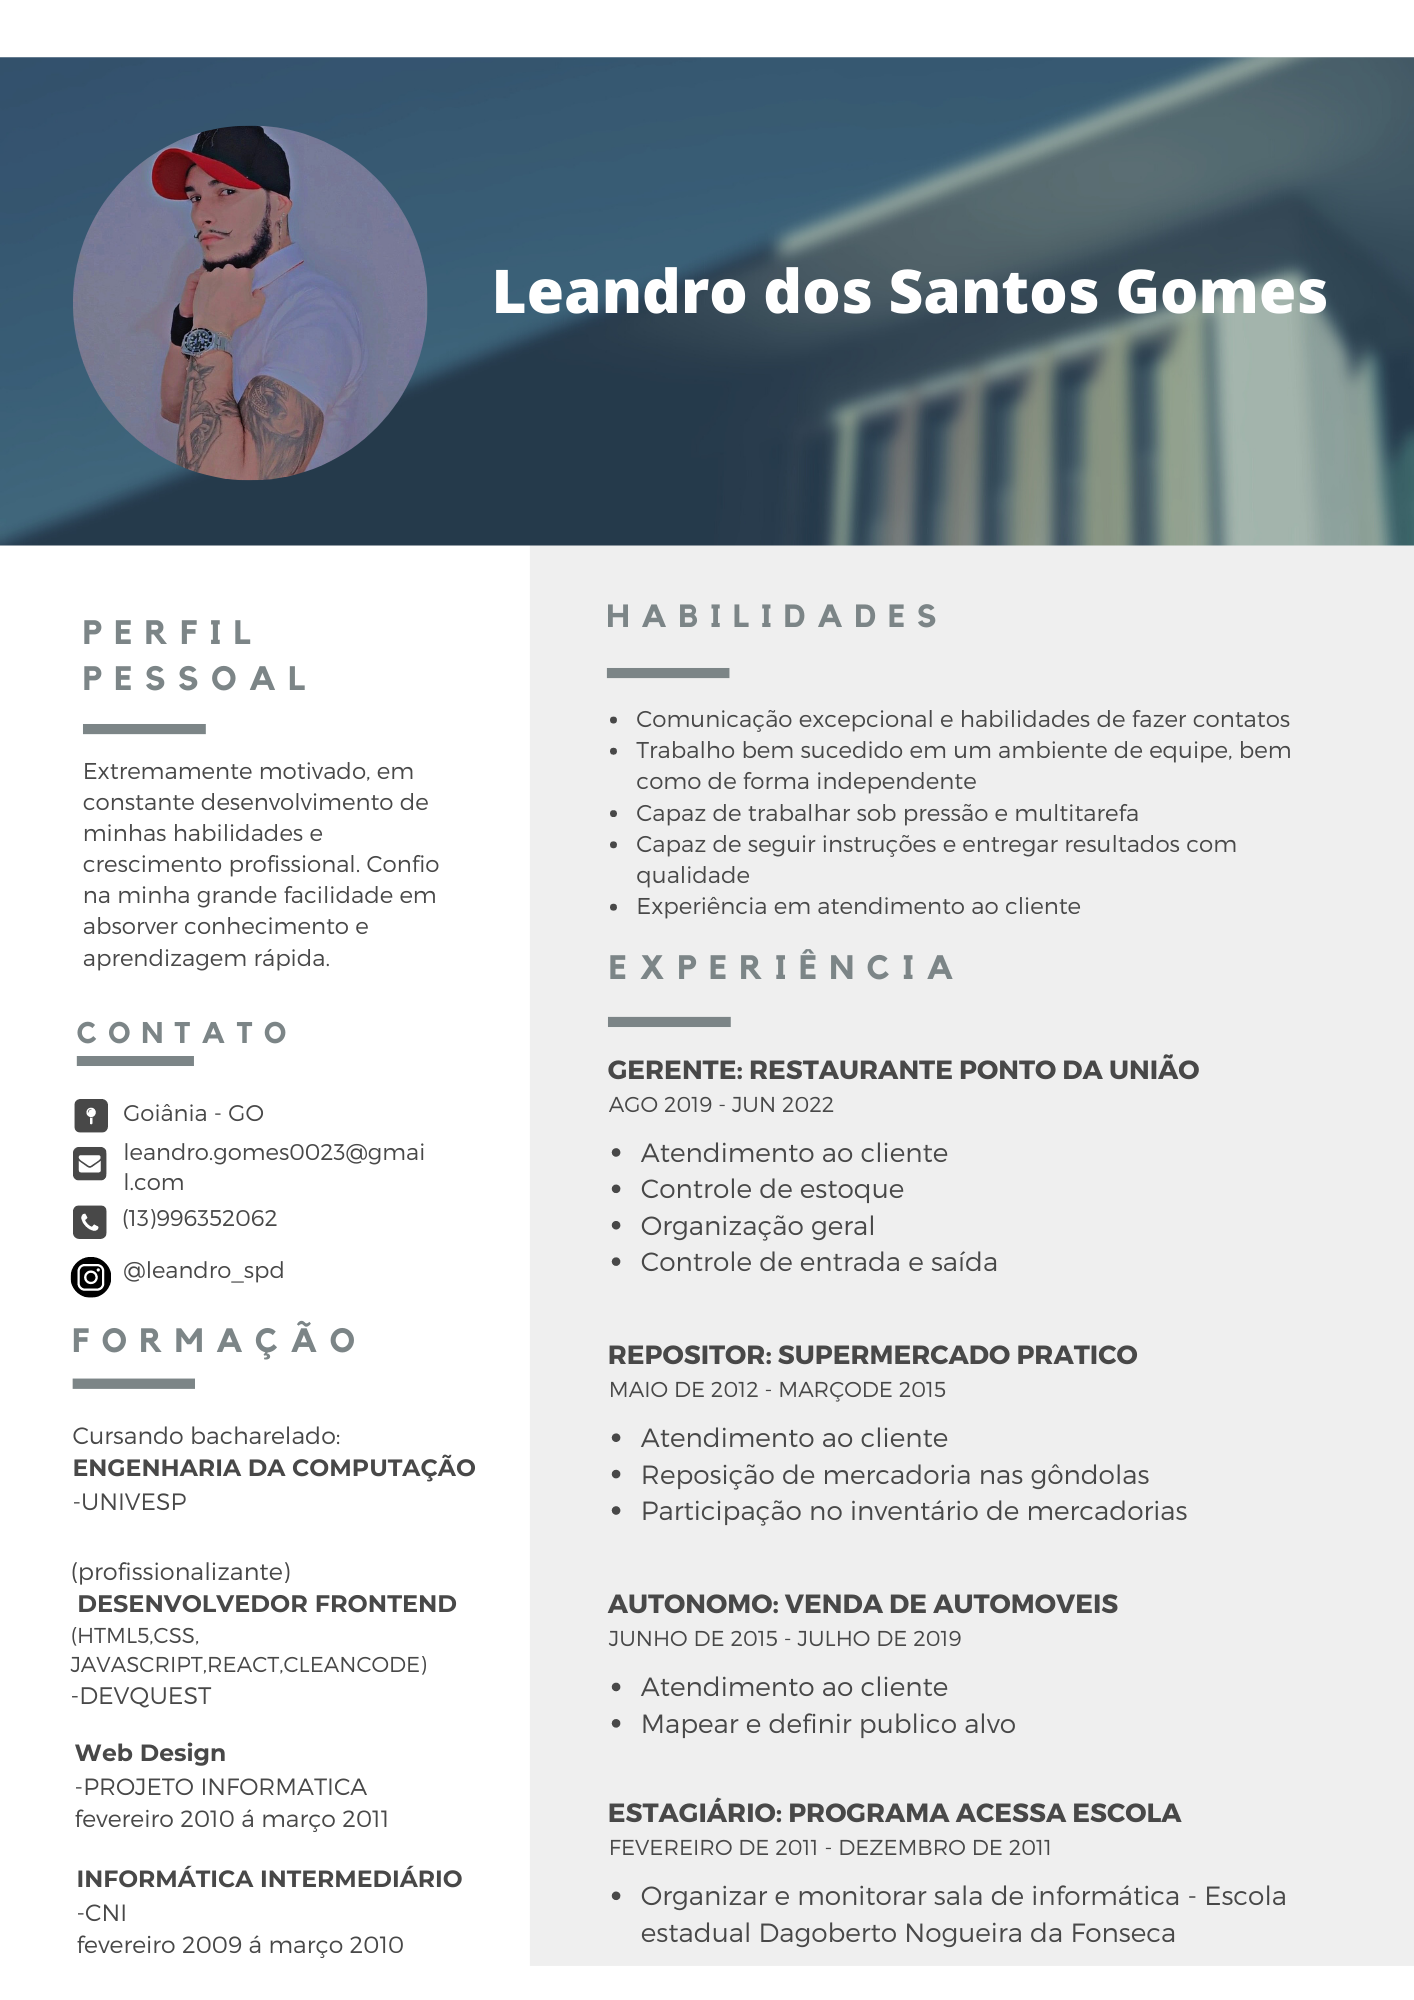 Leandro dos Santos Gomes
PERFIL
PESSOAL
Extremamente motivado, em
constante desenvolvimento de
minhas habilidades e
crescimento profissional. Confio
na minha grande facilidade em
absorver conhecimento e
aprendizagem rápida.
CONTATO
Goiânia - GO
leandro.gomes0023@gmai
l.com
(13)996352062
@leandro_spd
FORMAÇÃO
Cursando bacharelado:
ENGENHARIA DA COMPUTAÇÃO
-UNIVESP
(profissionalizante)
DESENVOLVEDOR FRONTEND
(HTML5,CSS,
JAVASCRIPT,REACT,CLEANCODE)
-DEVQUEST
Web Design
-PROJETO INFORMATICA
fevereiro 2010 á março 2011
INFORMÁTICA INTERMEDIÁRIO
-CNI
fevereiro 2009 á março 2010
HABILIDADES
• Comunicação excepcional e habilidades de fazer contatos
• Trabalho bem sucedido em um ambiente de equipe, bem
como de forma independente
• Capaz de trabalhar sob pressão e multitarefa
• Capaz de seguir instruções e entregar resultados com
qualidade
• Experiência em atendimento ao cliente
EXPERIÊNCIA
GERENTE: RESTAURANTE PONTO DA UNIÃO
AGO 2019 - JUN 2022
• Atendimento ao cliente
• Controle de estoque
• Organização geral
• Controle de entrada e saída
REPOSITOR: SUPERMERCADO PRATICO
MAIO DE 2012 - MARÇODE 2015
• Atendimento ao cliente
• Reposição de mercadoria nas gôndolas
• Participação no inventário de mercadorias
AUTONOMO: VENDA DE AUTOMOVEIS
JUNHO DE 2015 - JULHO DE 2019
• Atendimento ao cliente
• Mapear e definir publico alvo
ESTAGIÁRIO: PROGRAMA ACESSA ESCOLA
FEVEREIRO DE 2011 - DEZEMBRO DE 2011
• Organizar e monitorar sala de informática - Escola
estadual Dagoberto Nogueira da Fonseca